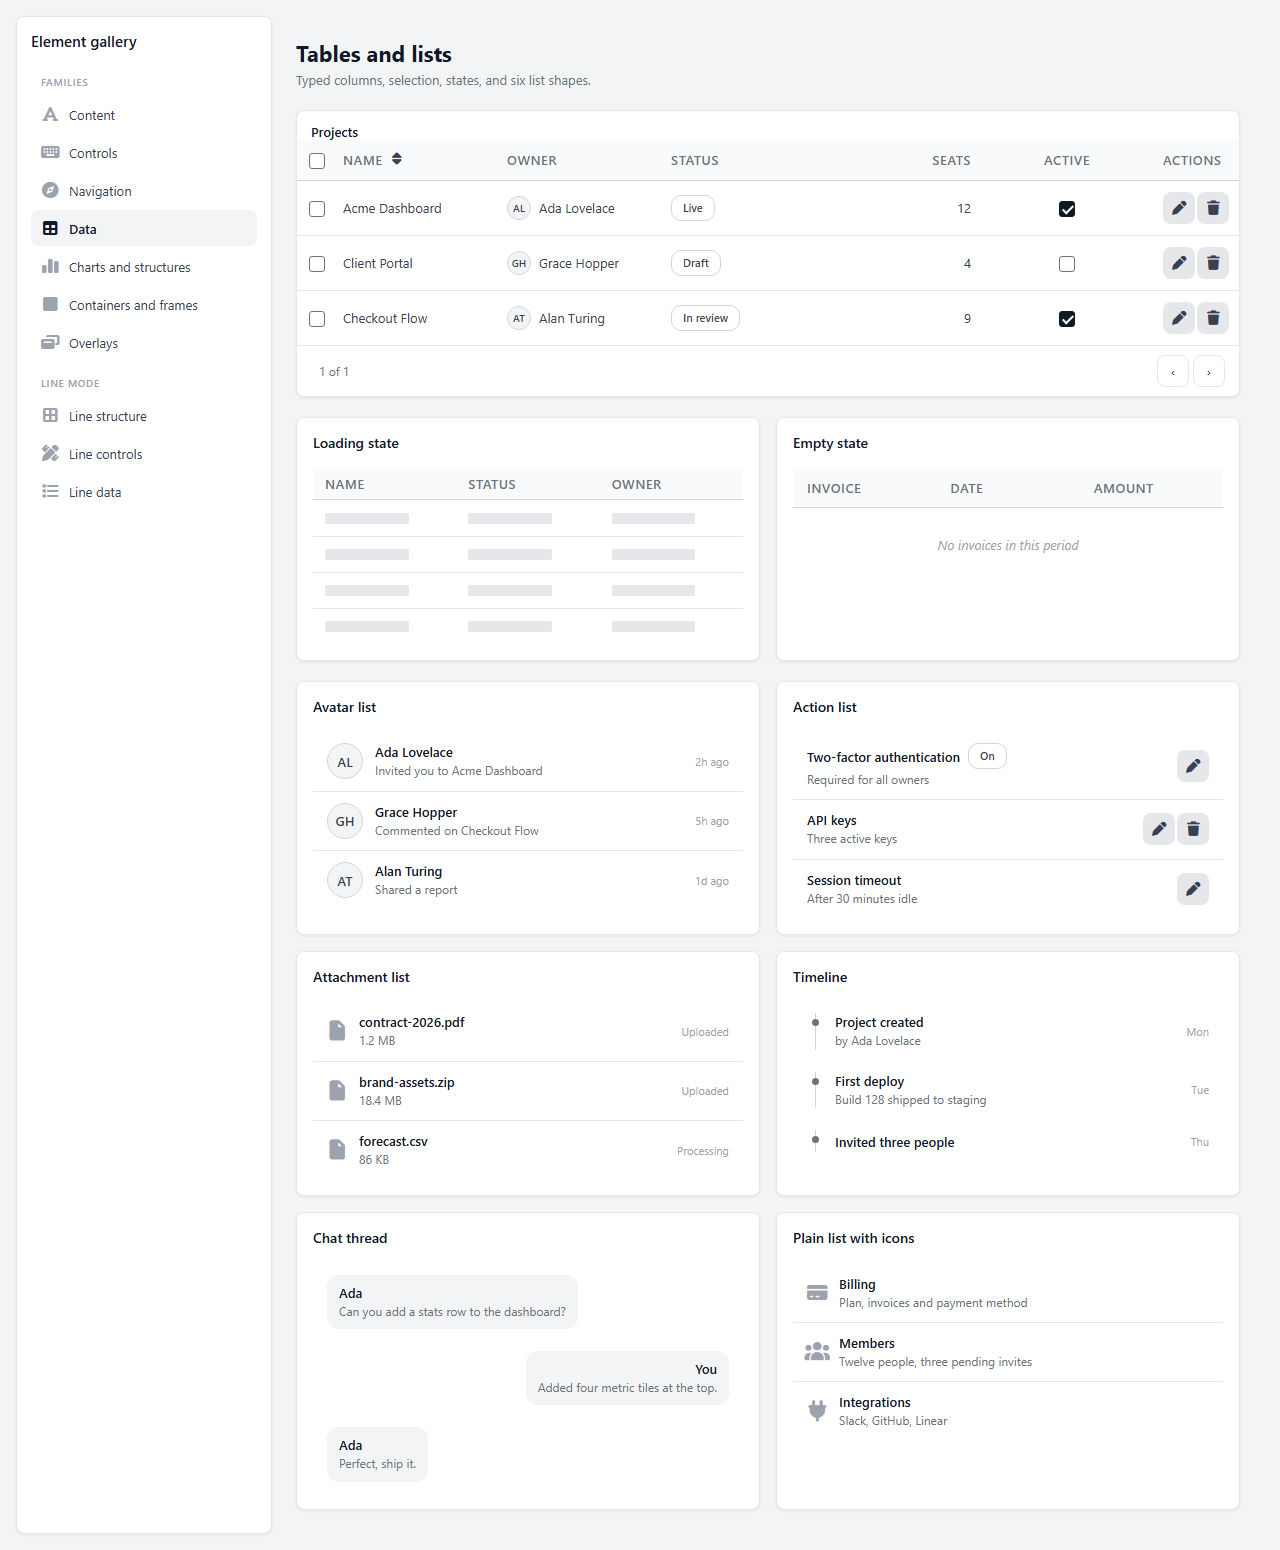 Element gallery
FAMILIES
Content
Controls
Navigation
Data
Charts and structures
Containers and frames
Overlays
LINE MODE
Line structure
Line controls
Line data
Tables and lists
Typed columns, selection, states, and six list shapes.
Projects
NAME OWNER STATUS SEATS ACTIVE ACTIONS
Acme Dashboard AL Ada Lovelace Live 12
Client Portal GH Grace Hopper Draft 4
Checkout Flow AT Alan Turing In review 9
1 of 1 ‹ ›
Loading state
NAME STATUS OWNER
Empty state
INVOICE DATE AMOUNT
No invoices in this period
Avatar list
AL Ada Lovelace 2h ago
Invited you to Acme Dashboard
GH Grace Hopper 5h ago
Commented on Checkout Flow
AT Alan Turing 1d ago
Shared a report
Action list
Two-factor authentication On
Required for all owners
API keys
Three active keys
Session timeout
After 30 minutes idle
Attachment list
contract-2026.pdf Uploaded
1.2 MB
brand-assets.zip Uploaded
18.4 MB
forecast.csv Processing
86 KB
Timeline
Project created Mon
by Ada Lovelace
First deploy Tue
Build 128 shipped to staging
Invited three people Thu
Chat thread
Ada
Can you add a stats row to the dashboard?
You
Added four metric tiles at the top.
Ada
Perfect, ship it.
Plain list with icons
Billing
Plan, invoices and payment method
Members
Twelve people, three pending invites
Integrations
Slack, GitHub, Linear